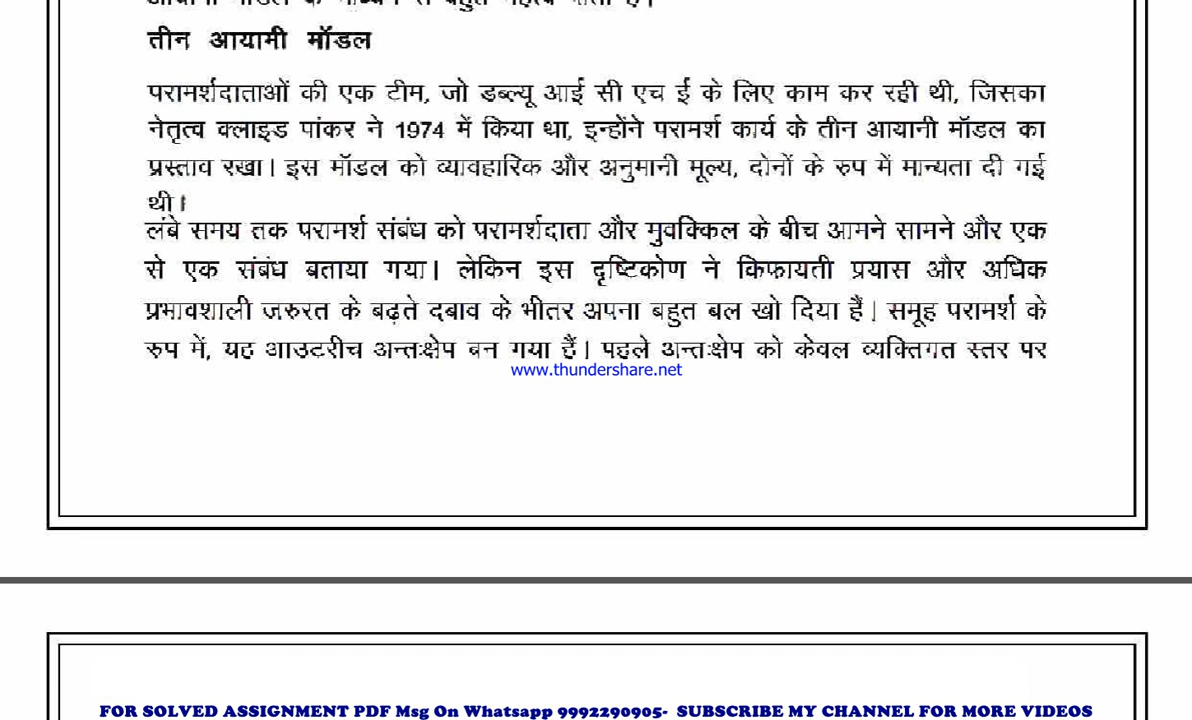 तीन आयामी मॉडल
परामर्शदाताओं की एक टीम, जो डब्ल्यू आई सी एच ई के लिए काम कर रही थी, जिसका
नेतृत्व क्लाइड पांकर ने 1974 में किया था, इन्होंने परामर्श कार्य के तीन आयानी मॉडल का
प्रस्ताव रखा। इस मॉडल को व्यावहारिक और अनुमानी मूल्य, दोनों के रुप में मान्यता दी गई
थी।
लंबे समय तक परामर्श संबंध को परामर्शदाता और मुवक्किल के बीच आमने सामने और एक
से एक संबंध बताया गया। लेकिन इस दृष्टिकोण ने किफायती प्रयास और अधिक
प्रभावशाली जरुरत के बढ़ते दबाव के भीतर अपना बहुत बल खो दिया हैं। समूह परामर्श के
रुप में, यह आउटरीच अन्तःक्षेप बन गया हैं। पहले अन्तःक्षेप को केवल व्यक्तिगत स्तर पर
www.thundershare.net
FOR SOLVED ASSIGNMENT PDF Msg On Whatsapp 9992290905- SUBSCRIBE MY CHANNEL FOR MORE VIDEOS